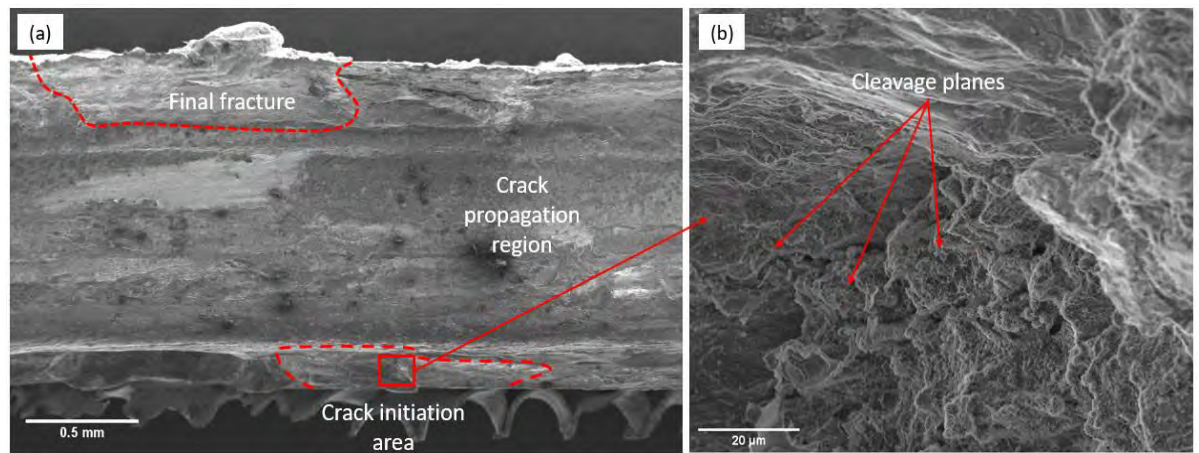 (a)
Final fracture
Crack
propagation
region
Crack initiation
area
0.5 mm
(b)
Cleavage planes
20 µm